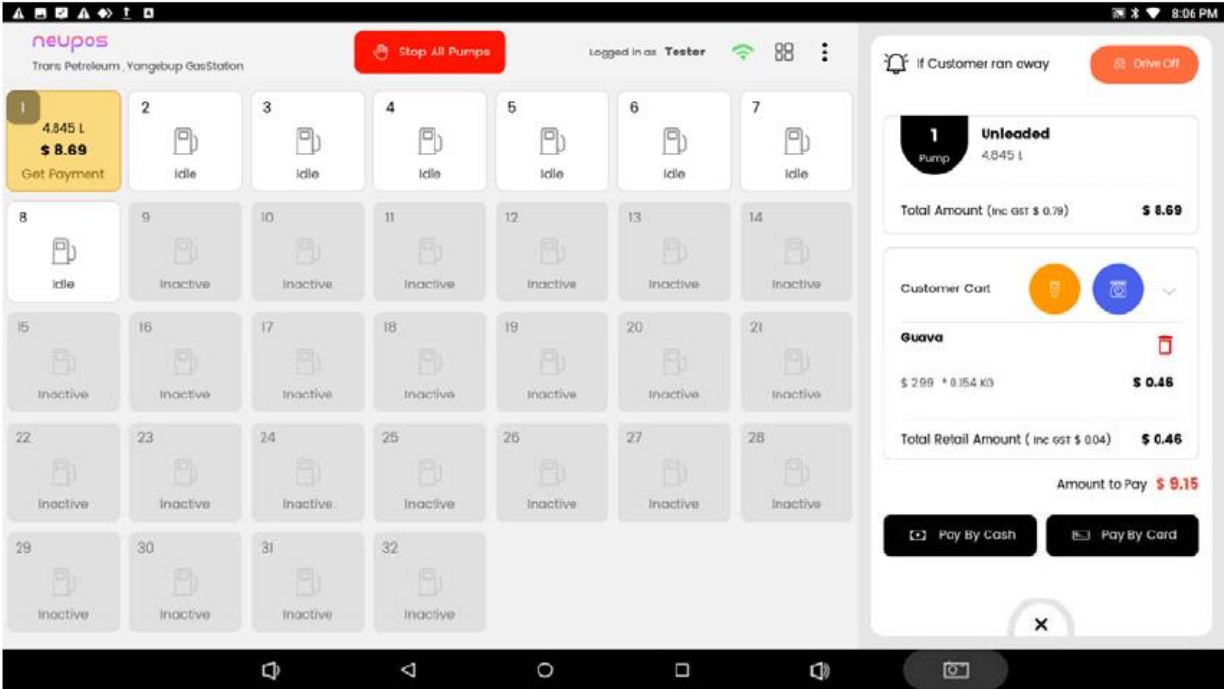 8:06 PM
neupos
Trans Petroleum , Yangebup GasStation
Stop All Pumps
Logged in as Tester
If Customer ran away
Drive Off
1
4.845 L
$ 8.69
Get Payment
2
Idle
3
Idle
4
Idle
5
Idle
6
Idle
7
Idle
8
Idle
9
Inactive
10
Inactive
11
Inactive
12
Inactive
13
Inactive
14
Inactive
15
Inactive
16
Inactive
17
Inactive
18
Inactive
19
Inactive
20
Inactive
21
Inactive
22
Inactive
23
Inactive
24
Inactive
25
Inactive
26
Inactive
27
Inactive
28
Inactive
29
Inactive
30
Inactive
31
Inactive
32
Inactive
1
Pump
Unleaded
4.845 L
Total Amount (Inc GST $ 0.79) $ 8.69
Customer Cart
Guava
$ 2.99 * 0.154 KG $ 0.46
Total Retail Amount ( Inc GST $ 0.04) $ 0.46
Amount to Pay $ 9.15
Pay By Cash
Pay By Card